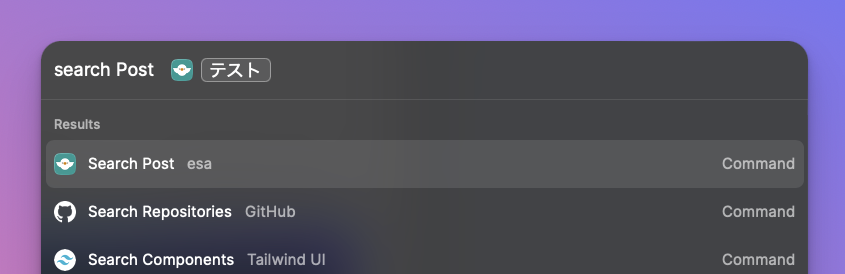 search Post テスト
Results
Search Post esa Command
Search Repositories GitHub Command
Search Components Tailwind UI Command